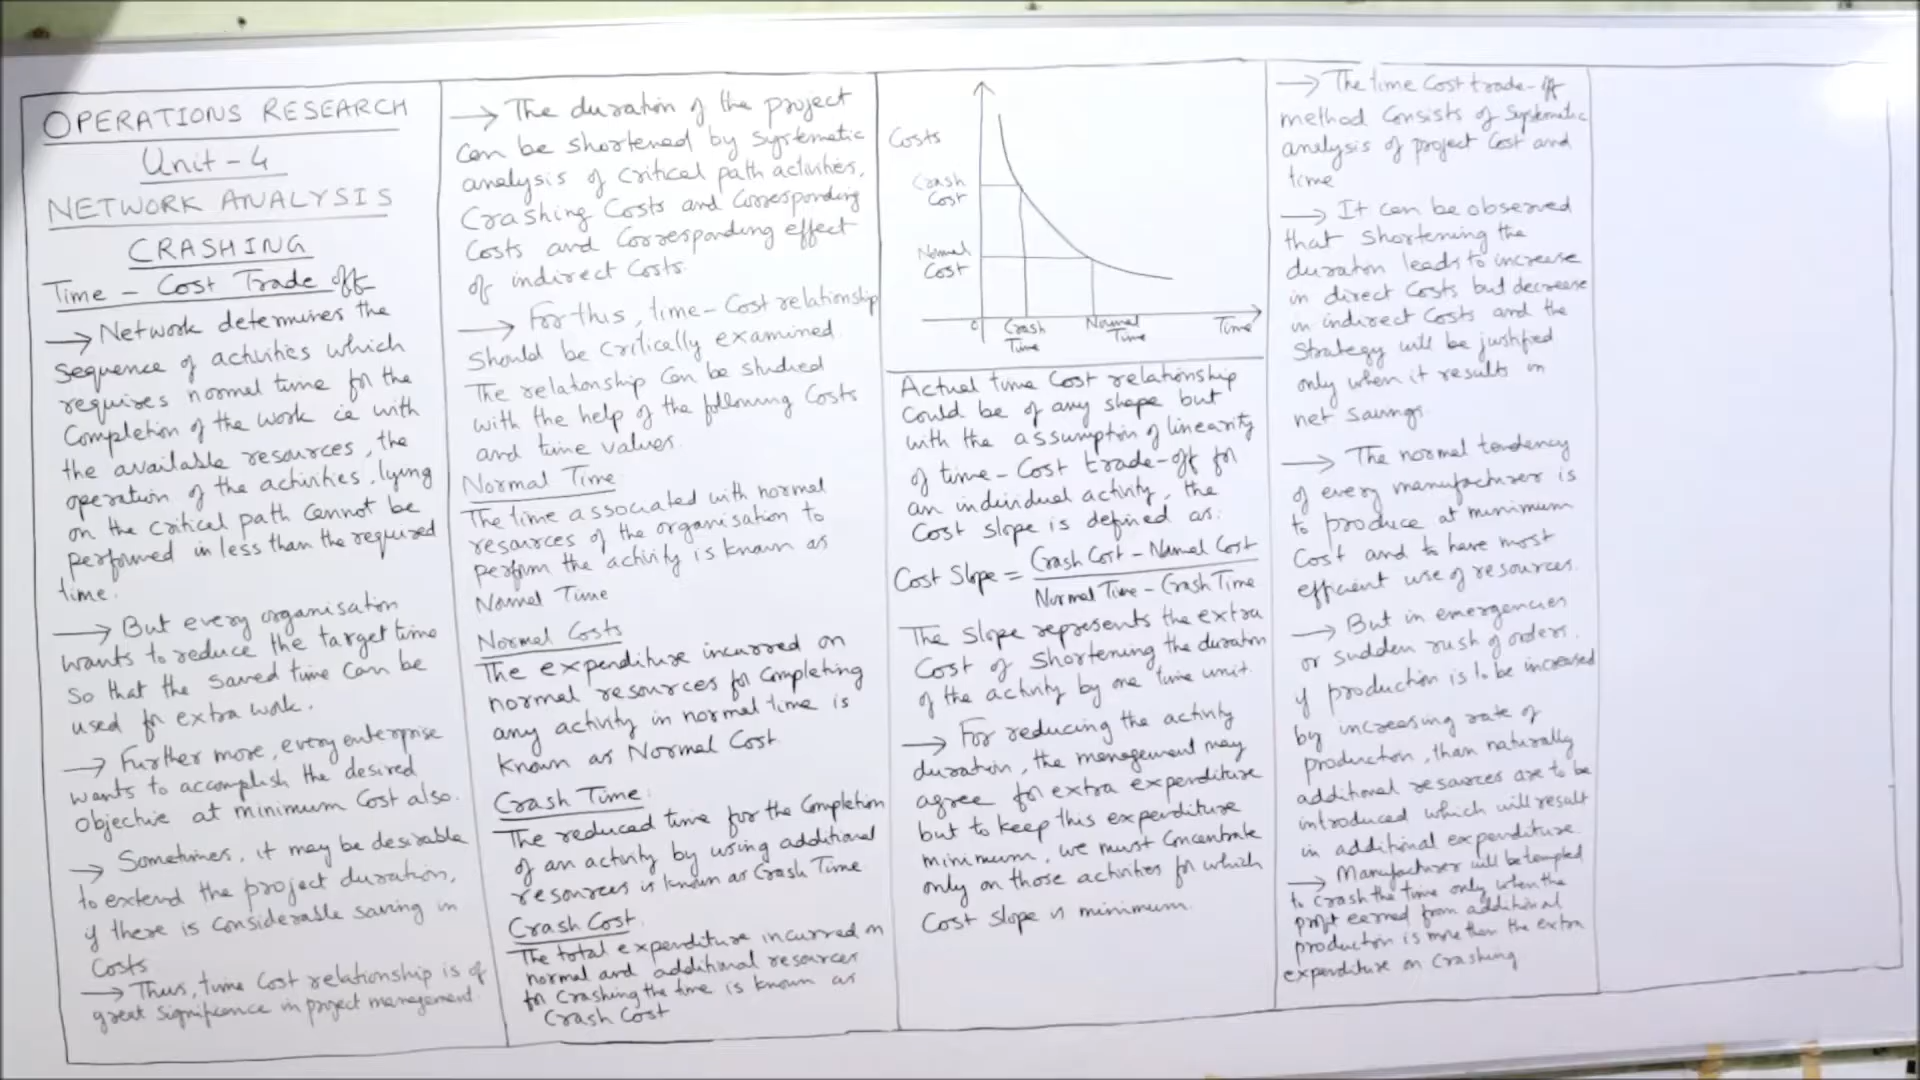 OPERATIONS RESEARCH
Unit - 4
NETWORK ANALYSIS
CRASHING
Time - Cost Trade off
→ Network determines the
sequence of activities which
requires normal time for the
Completion of the work ie with
the available resources, the
operation of the activities, lying
on the critical path cannot be
performed in less than the required
time.
→ But every organisation
wants to reduce the target time
so that the saved time can be
used for extra work.
→ Further more, every enterprise
wants to accomplish the desired
Objective at minimum Cost also.
→ Sometimes, it may be desirable
to extend the project duration,
if there is considerable saving in
Costs
→ Thus, time Cost relationship is of
great significance in project management.
→ The duration of the project
can be shortened by systematic
analysis of critical path activities,
Crashing Costs and Corresponding
Costs and Corresponding effect
of indirect Costs.
→ For this, time-Cost relationship
Should be critically examined.
The relationship can be studied
with the help of the following Costs
and time values.
Normal Time
The time associated with normal
resources of the organisation to
perform the activity is known as
Normal Time
Normal Costs
The expenditure incurred on
normal resources for Completing
any activity in normal time is
known as Normal Cost.
Crash Time.
The reduced time for the Completion
of an activity by using additional
resources is known as Crash Time
Crash Cost.
The total expenditure incurred on
normal and additional resources
for Crashing the time is known as
Crash Cost
Costs
Crash
Cost
Normal
Cost
0
Crash
Time
Normal
Time
Time
Actual time Cost relationship
Could be of any shape but
with the assumption of linearity
of time-Cost trade-off for
an individual activity, the
Cost slope is defined as.
Cost Slope = Crash Cost - Normal Cost
Normal Time - Crash Time
The Slope represents the extra
Cost of Shortening the duration
of the activity by one time unit.
→ For reducing the activity
duration, the management may
agree for extra expenditure
but to keep this expenditure
minimum, we must Concentrate
only on those activities for which
Cost slope is minimum.
→ The time Cost trade-off
method Consists of Systematic
analysis of project Cost and
time
→ It can be observed
that Shortening the
duration leads to increase
in direct Costs but decrease
in indirect Costs and the
Strategy will be justified
only when it results in
net savings.
→ The normal tendency
of every manufacturer is
to produce at minimum
Cost and to have most
efficient use of resources.
→ But in emergencies
or sudden rush of orders,
if production is to be increased
by increasing rate of
production, than naturally
additional resources are to be
introduced which will result
in additional expenditure.
→ Manufacturer will be tempted
to crash the time only when the
profit earned from additional
production is more than the extra
expenditure on Crashing